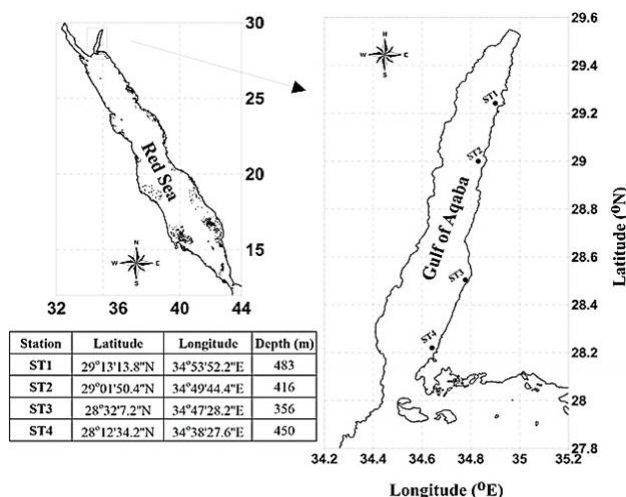 30
25
20
15
32 36 40 44
Red Sea
N
W E
S
29.6
29.4
29.2
29
28.8
28.6
28.4
28.2
28
27.8
34.2 34.4 34.6 34.8 35 35.2
N
W E
S
ST1
ST2
ST3
ST4
Gulf of Aqaba
Latitude (°N)
Longitude (°E)
Station Latitude Longitude Depth (m)
ST1 29°13'13.8"N 34°53'52.2"E 483
ST2 29°01'50.4"N 34°49'44.4"E 416
ST3 28°32'7.2"N 34°47'28.2"E 356
ST4 28°12'34.2"N 34°38'27.6"E 450